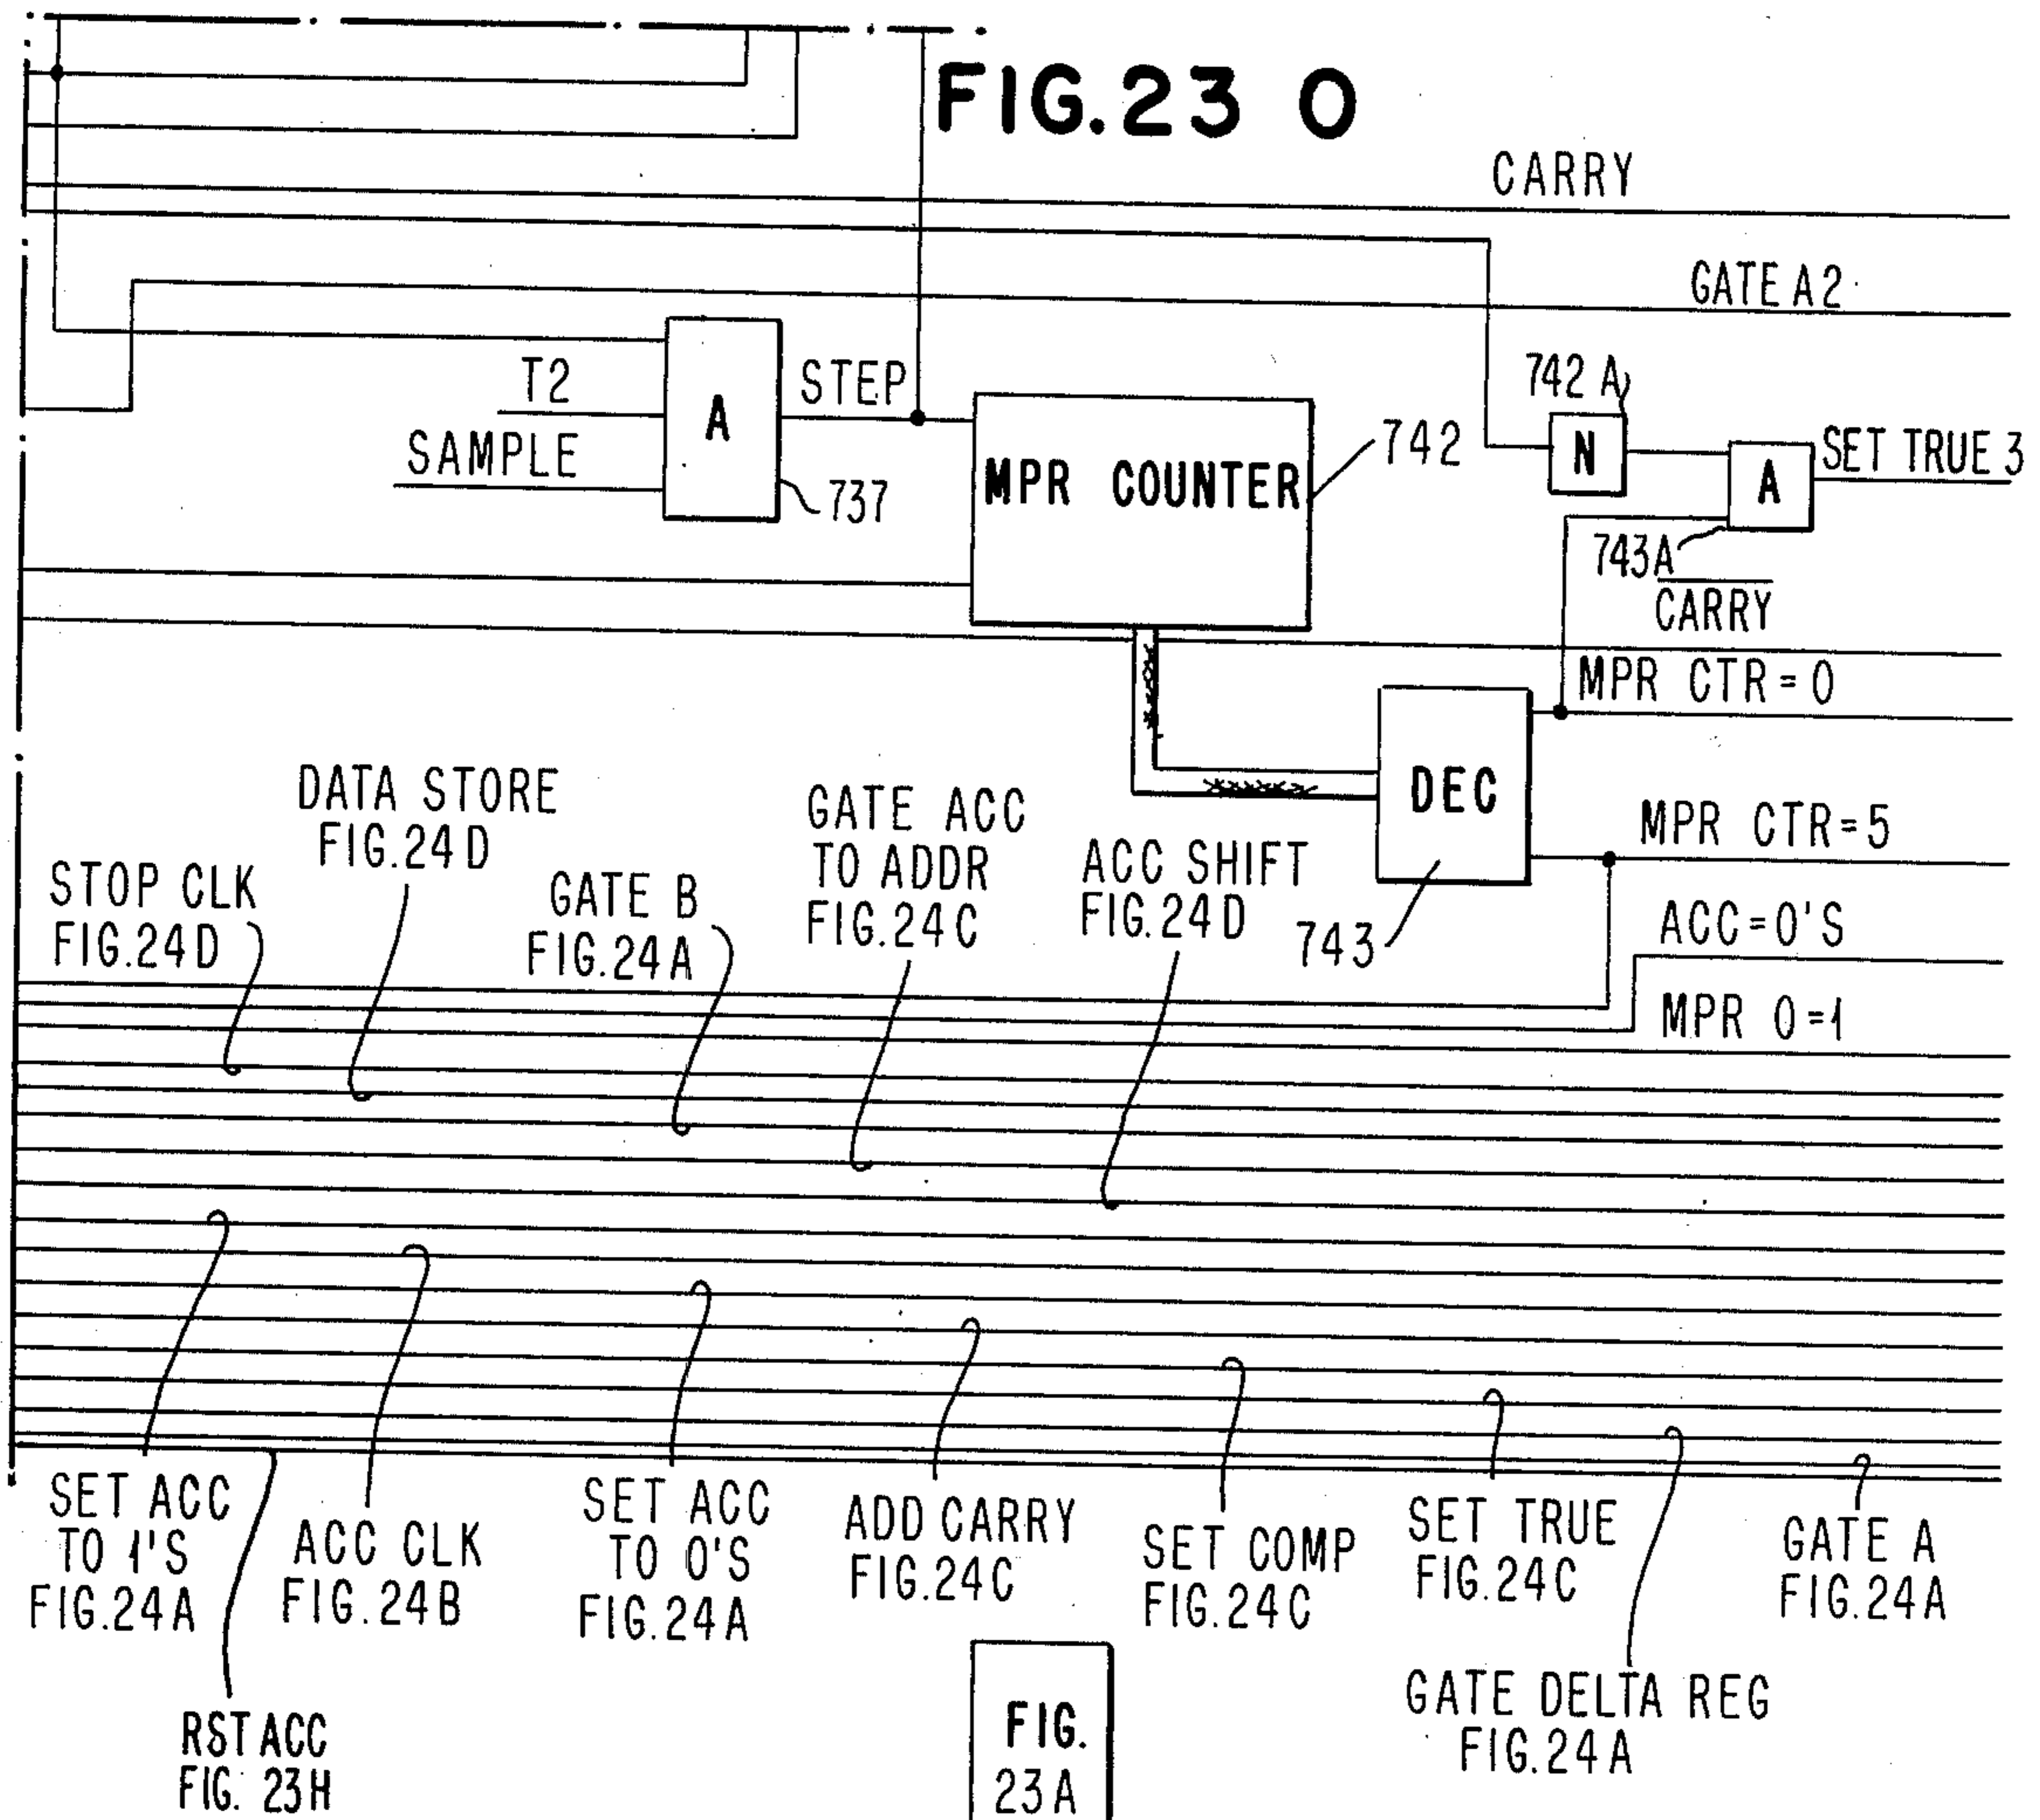 FIG.23 O
CARRY
GATE A2
T2
STEP
SAMPLE
A
737
MPR COUNTER
742
742 A
N
A
SET TRUE 3
743A
CARRY
MPR CTR = 0
DEC
743
MPR CTR=5
ACC=0'S
MPR 0=1
STOP CLK
FIG.24D
DATA STORE
FIG.24D
GATE B
FIG.24A
GATE ACC
TO ADDR
FIG.24C
ACC SHIFT
FIG.24D
SET ACC
TO 1'S
FIG.24A
ACC CLK
FIG.24B
SET ACC
TO 0'S
FIG.24A
ADD CARRY
FIG.24C
SET COMP
FIG.24C
SET TRUE
FIG.24C
GATE A
FIG.24A
GATE DELTA REG
FIG.24A
RST ACC
FIG. 23H
FIG.
23A